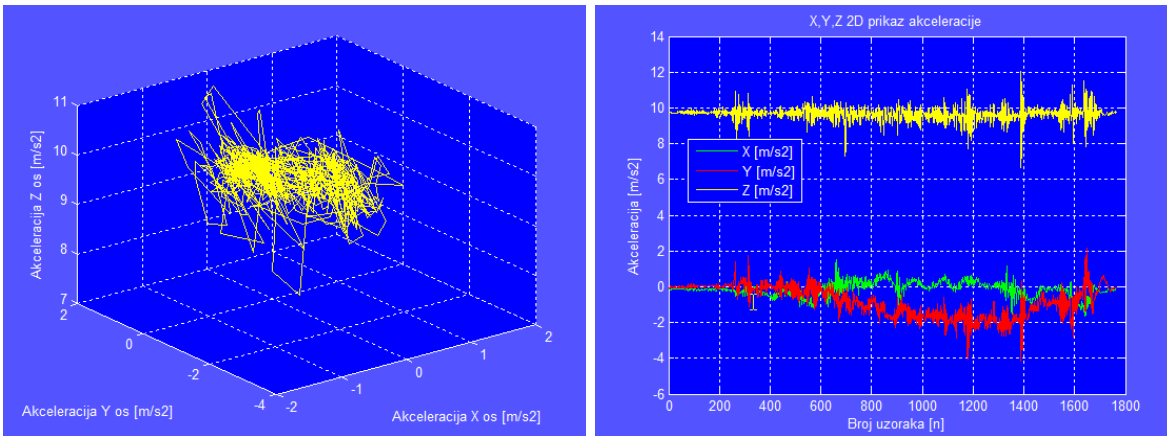 11
10
9
8
7
Akceleracija Z os [m/s2]
2
0
-2
-4
Akceleracija Y os [m/s2]
-2
-1
0
1
2
Akceleracija X os [m/s2]
X,Y,Z 2D prikaz akceleracije
14
12
10
8
6
4
2
0
-2
-4
-6
Akceleracija [m/s2]
X [m/s2]
Y [m/s2]
Z [m/s2]
0 200 400 600 800 1000 1200 1400 1600 1800
Broj uzoraka [n]